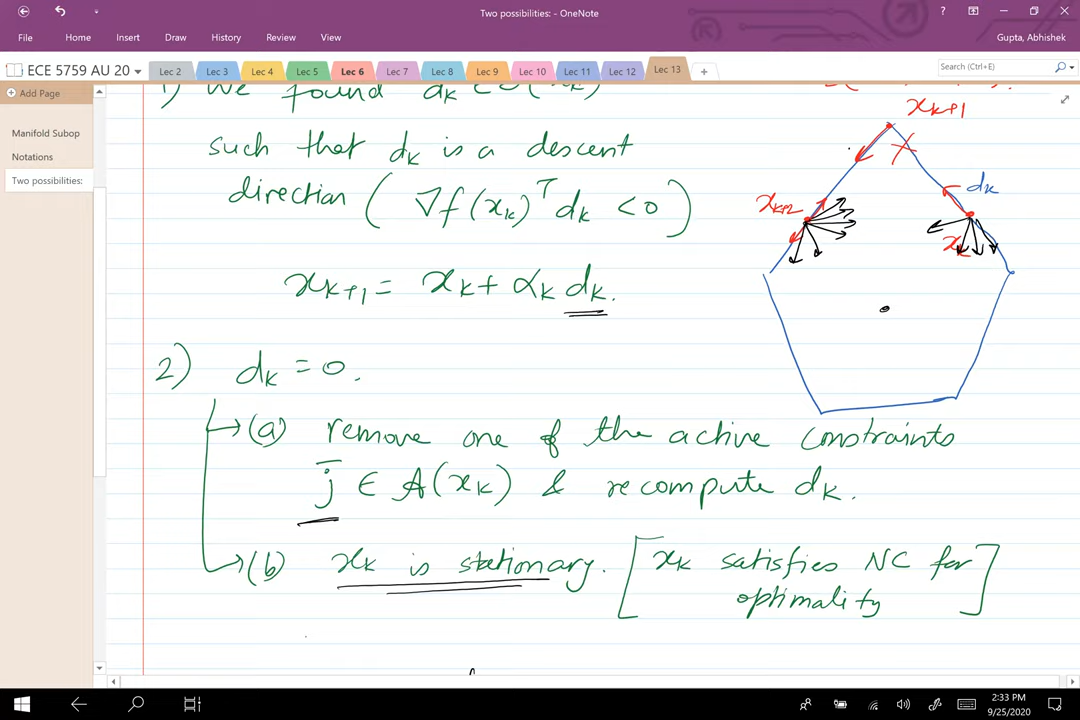 Two possibilities: - OneNote
?
File
Home
Insert
Draw
History
Review
View
Gupta, Abhishek
ECE 5759 AU 20
Lec 2
Lec 3
Lec 4
Lec 5
Lec 6
Lec 7
Lec 8
Lec 9
Lec 10
Lec 11
Lec 12
Lec 13
+
Search (Ctrl+E)
Add Page
Manifold Subop
Notations
Two possibilities:
1) We found dk
such that dk is a descent
direction ( ∇f(xk)ᵀ dk < 0 )
xk+1 = xk + αk dk.
2) dk = 0.
→ (a) remove one of the active constraints
j̄ ∈ A(xk) & recompute dk.
→ (b) xk is stationary. [ xk satisfies NC for
optimality ]
xk+1
dk
xk+2
xk
2:33 PM
9/25/2020